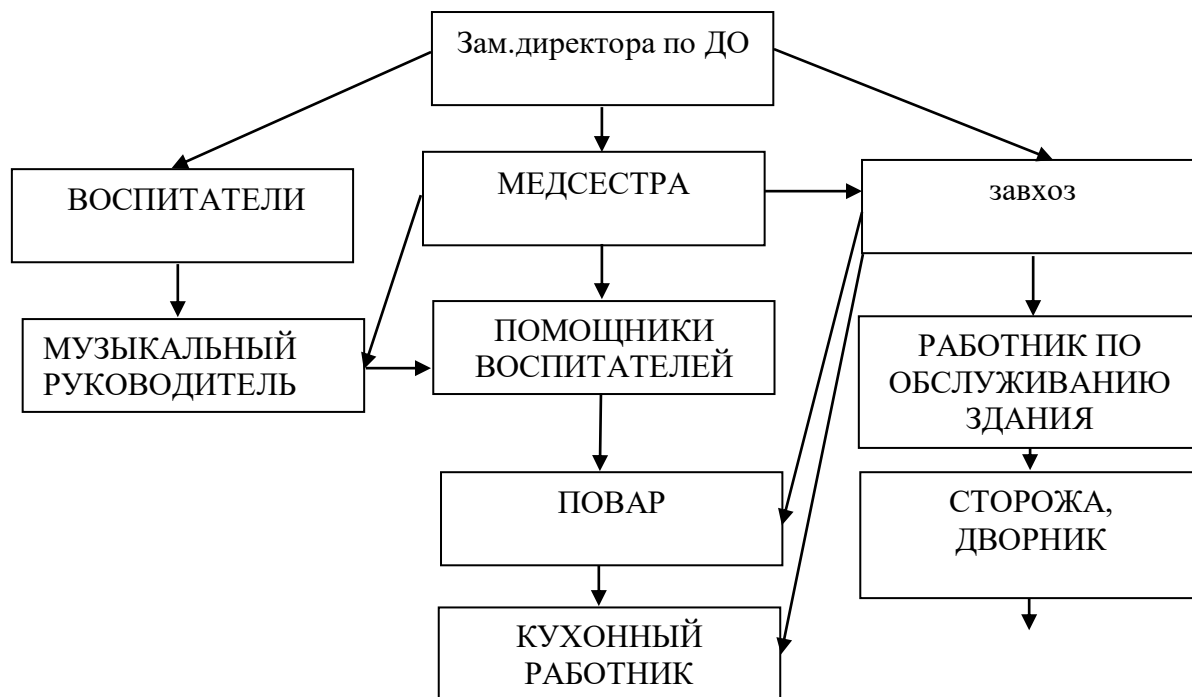 Зам.директора по ДО
ВОСПИТАТЕЛИ
МЕДСЕСТРА
завхоз
МУЗЫКАЛЬНЫЙ
РУКОВОДИТЕЛЬ
ПОМОЩНИКИ
ВОСПИТАТЕЛЕЙ
РАБОТНИК ПО
ОБСЛУЖИВАНИЮ
ЗДАНИЯ
ПОВАР
СТОРОЖА,
ДВОРНИК
КУХОННЫЙ
РАБОТНИК